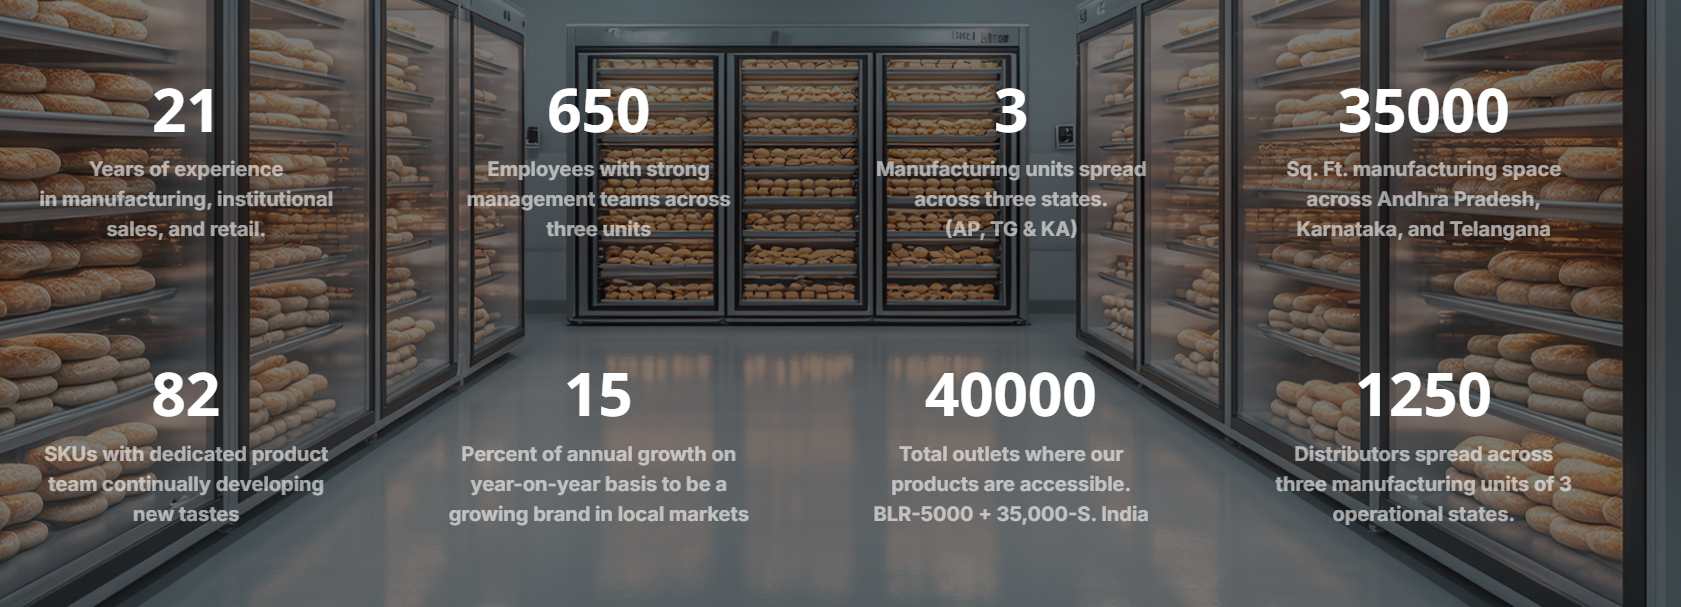 21
Years of experience
in manufacturing, institutional
sales, and retail.
650
Employees with strong
management teams across
three units
3
Manufacturing units spread
across three states.
(AP, TG & KA)
35000
Sq. Ft. manufacturing space
across Andhra Pradesh,
Karnataka, and Telangana
82
SKUs with dedicated product
team continually developing
new tastes
15
Percent of annual growth on
year-on-year basis to be a
growing brand in local markets
40000
Total outlets where our
products are accessible.
BLR-5000 + 35,000-S. India
1250
Distributors spread across
three manufacturing units of 3
operational states.